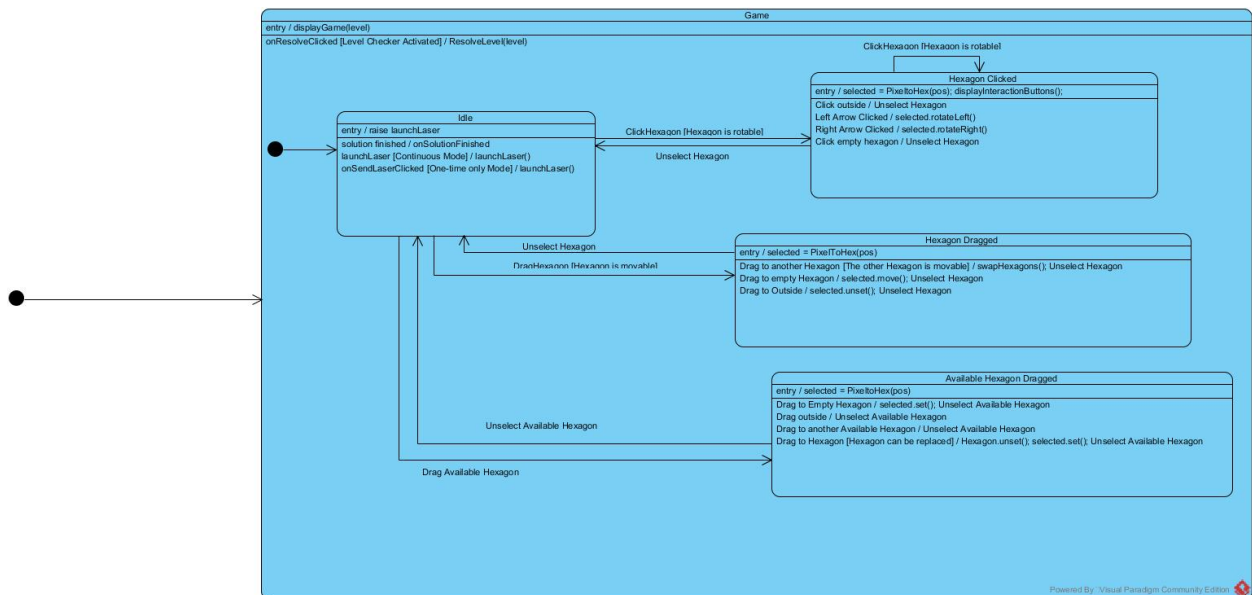 Game
entry / displayGame(level)
onResolveClicked [Level Checker Activated] / ResolveLevel(level)
ClickHexagon [Hexagon is rotable]
Hexagon Clicked
entry / selected = PixeltoHex(pos); displayInteractionButtons();
Click outside / Unselect Hexagon
Left Arrow Clicked / selected.rotateLeft()
Right Arrow Clicked / selected.rotateRight()
Click empty hexagon / Unselect Hexagon
Idle
entry / raise launchLaser
solution finished / onSolutionFinished
launchLaser [Continuous Mode] / launchLaser()
onSendLaserClicked [One-time only Mode] / launchLaser()
ClickHexagon [Hexagon is rotable]
Unselect Hexagon
Unselect Hexagon
DragHexagon [Hexagon is movable]
Hexagon Dragged
entry / selected = PixelToHex(pos)
Drag to another Hexagon [The other Hexagon is movable] / swapHexagons(); Unselect Hexagon
Drag to empty Hexagon / selected.move(); Unselect Hexagon
Drag to Outside / selected.unset(); Unselect Hexagon
Available Hexagon Dragged
entry / selected = PixeltoHex(pos)
Drag to Empty Hexagon / selected.set(); Unselect Available Hexagon
Drag outside / Unselect Available Hexagon
Drag to another Available Hexagon / Unselect Available Hexagon
Drag to Hexagon [Hexagon can be replaced] / Hexagon.unset(); selected.set(); Unselect Available Hexagon
Unselect Available Hexagon
Drag Available Hexagon
Powered By Visual Paradigm Community Edition